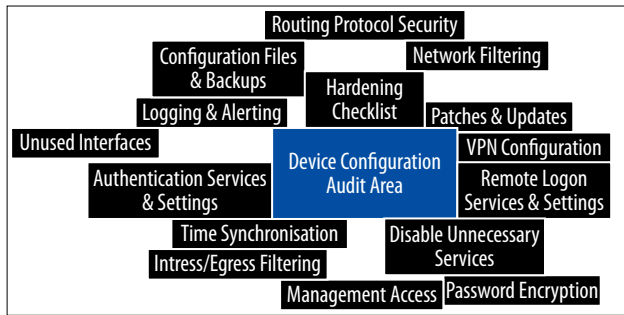 Routing Protocol Security
Configuration Files
& Backups
Network Filtering
Hardening
Checklist
Logging & Alerting
Patches & Updates
Unused Interfaces
Device Configuration
Audit Area
VPN Configuration
Authentication Services
& Settings
Remote Logon
Services & Settings
Time Synchronisation
Disable Unnecessary
Services
Intress/Egress Filtering
Management Access
Password Encryption